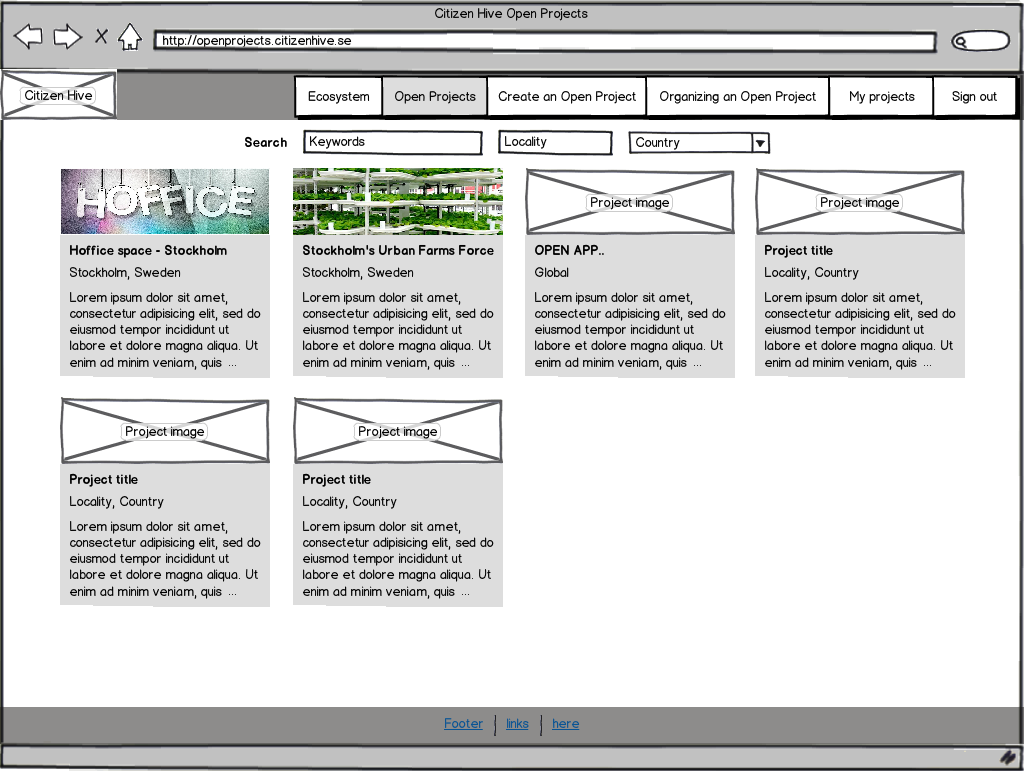 Citizen Hive Open Projects
http://openprojects.citizenhive.se
Citizen Hive
Ecosystem
Open Projects
Create an Open Project
Organizing an Open Project
My projects
Sign out
Search
Keywords
Locality
Country
HOFFICE
Hoffice space - Stockholm
Stockholm, Sweden
Lorem ipsum dolor sit amet,
consectetur adipisicing elit, sed do
eiusmod tempor incididunt ut
labore et dolore magna aliqua. Ut
enim ad minim veniam, quis ...
Stockholm's Urban Farms Force
Stockholm, Sweden
Lorem ipsum dolor sit amet,
consectetur adipisicing elit, sed do
eiusmod tempor incididunt ut
labore et dolore magna aliqua. Ut
enim ad minim veniam, quis ...
Project image
OPEN APP..
Global
Lorem ipsum dolor sit amet,
consectetur adipisicing elit, sed do
eiusmod tempor incididunt ut
labore et dolore magna aliqua. Ut
enim ad minim veniam, quis ...
Project image
Project title
Locality, Country
Lorem ipsum dolor sit amet,
consectetur adipisicing elit, sed do
eiusmod tempor incididunt ut
labore et dolore magna aliqua. Ut
enim ad minim veniam, quis ...
Project image
Project title
Locality, Country
Lorem ipsum dolor sit amet,
consectetur adipisicing elit, sed do
eiusmod tempor incididunt ut
labore et dolore magna aliqua. Ut
enim ad minim veniam, quis ...
Project image
Project title
Locality, Country
Lorem ipsum dolor sit amet,
consectetur adipisicing elit, sed do
eiusmod tempor incididunt ut
labore et dolore magna aliqua. Ut
enim ad minim veniam, quis ...
Footer | links | here